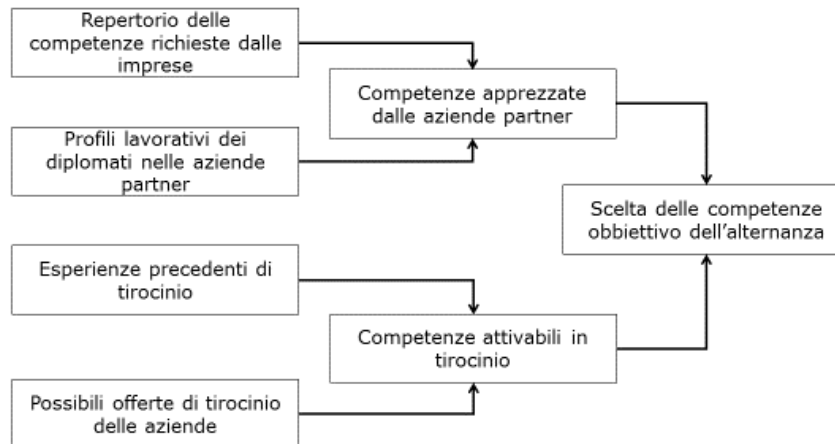 Repertorio delle
competenze richieste dalle
imprese
Competenze apprezzate
dalle aziende partner
Profili lavorativi dei
diplomati nelle aziende
partner
Scelta delle competenze
obbiettivo dell'alternanza
Esperienze precedenti di
tirocinio
Competenze attivabili in
tirocinio
Possibili offerte di tirocinio
delle aziende